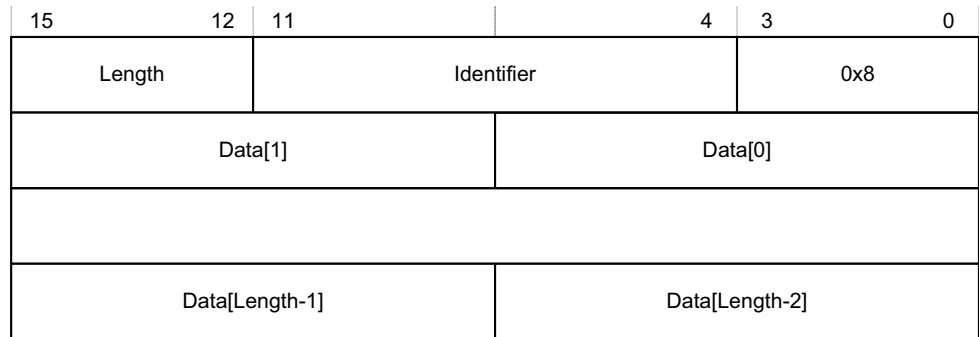 15 12 11 4 3 0
Length Identifier 0x8
Data[1] Data[0]
Data[Length-1] Data[Length-2]